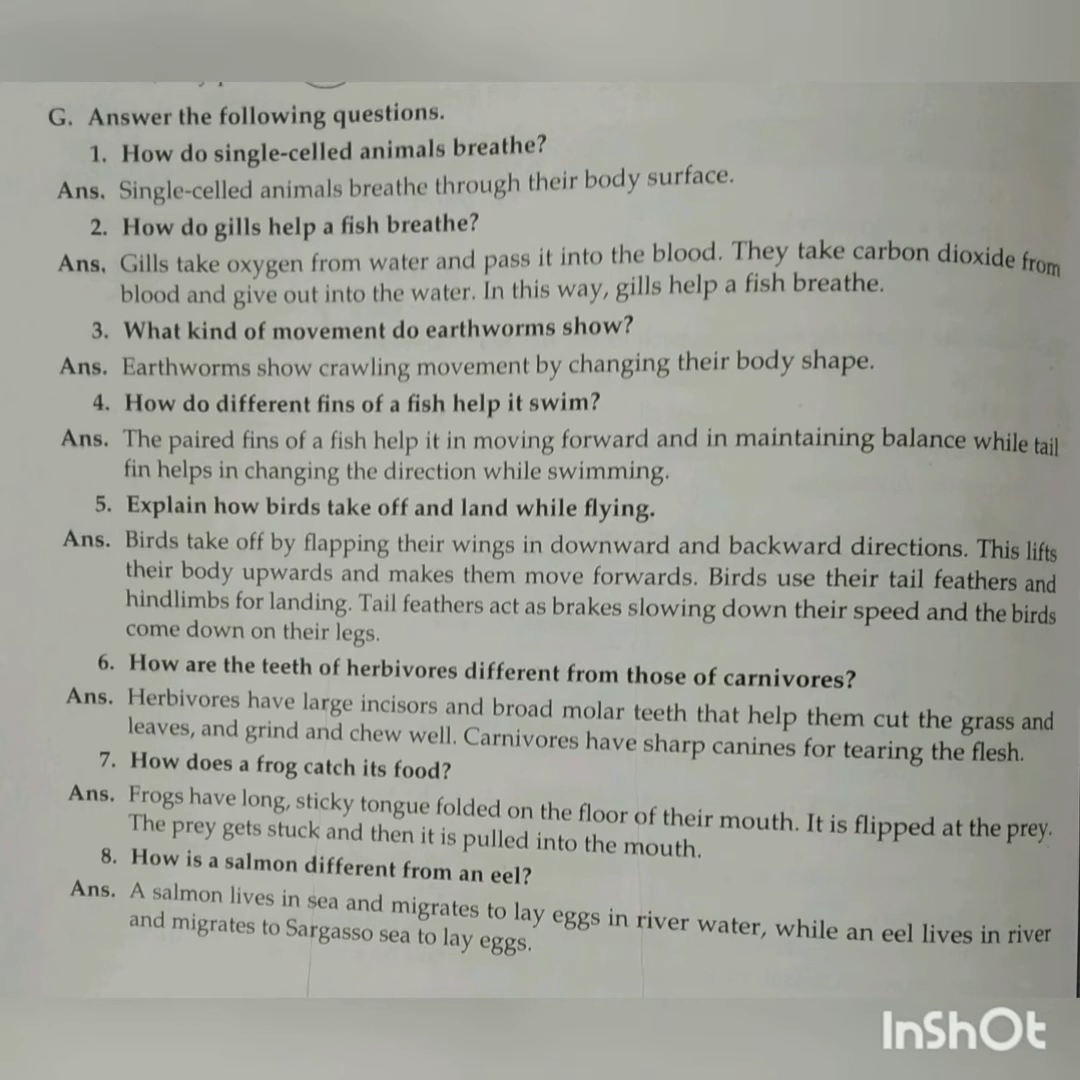 G. Answer the following questions.
1. How do single-celled animals breathe?
Ans. Single-celled animals breathe through their body surface.
2. How do gills help a fish breathe?
Ans. Gills take oxygen from water and pass it into the blood. They take carbon dioxide from
blood and give out into the water. In this way, gills help a fish breathe.
3. What kind of movement do earthworms show?
Ans. Earthworms show crawling movement by changing their body shape.
4. How do different fins of a fish help it swim?
Ans. The paired fins of a fish help it in moving forward and in maintaining balance while tail
fin helps in changing the direction while swimming.
5. Explain how birds take off and land while flying.
Ans. Birds take off by flapping their wings in downward and backward directions. This lifts
their body upwards and makes them move forwards. Birds use their tail feathers and
hindlimbs for landing. Tail feathers act as brakes slowing down their speed and the birds
come down on their legs.
6. How are the teeth of herbivores different from those of carnivores?
Ans. Herbivores have large incisors and broad molar teeth that help them cut the grass and
leaves, and grind and chew well. Carnivores have sharp canines for tearing the flesh.
7. How does a frog catch its food?
Ans. Frogs have long, sticky tongue folded on the floor of their mouth. It is flipped at the prey.
The prey gets stuck and then it is pulled into the mouth.
8. How is a salmon different from an eel?
Ans. A salmon lives in sea and migrates to lay eggs in river water, while an eel lives in river
and migrates to Sargasso sea to lay eggs.
InShOt